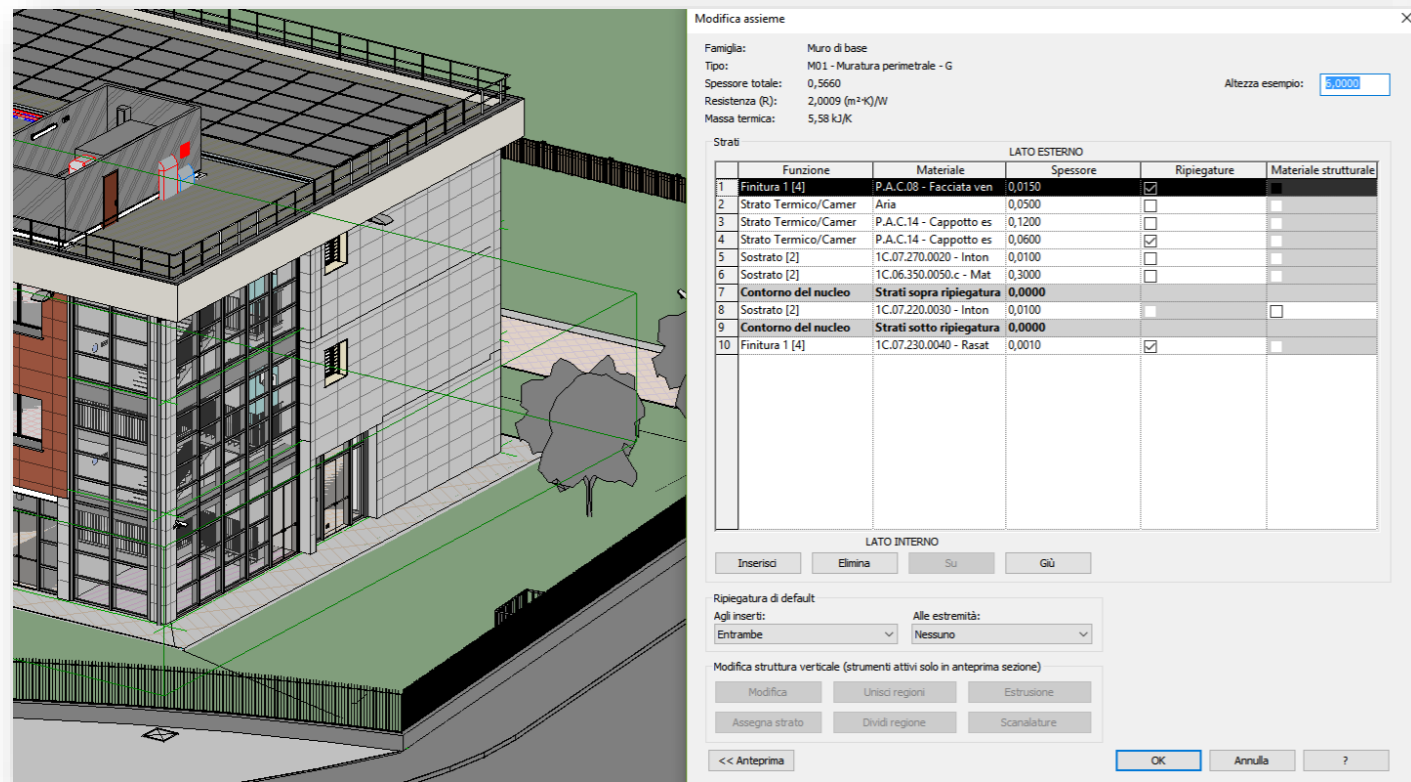 Modifica assieme
Famiglia: Muro di base
Tipo: M01 - Muratura perimetrale - G
Spessore totale: 0,5660 Altezza esempio: 6,0000
Resistenza (R): 2,0009 (m²·K)/W
Massa termica: 5,58 kJ/K
Strati
LATO ESTERNO
Funzione Materiale Spessore Ripiegature Materiale strutturale
1 Finitura 1 [4] P.A.C.08 - Facciata ven 0,0150
2 Strato Termico/Camer Aria 0,0500
3 Strato Termico/Camer P.A.C.14 - Cappotto es 0,1200
4 Strato Termico/Camer P.A.C.14 - Cappotto es 0,0600
5 Sostrato [2] 1C.07.270.0020 - Inton 0,0100
6 Sostrato [2] 1C.06.350.0050.c - Mat 0,3000
7 Contorno del nucleo Strati sopra ripiegatura 0,0000
8 Sostrato [2] 1C.07.220.0030 - Inton 0,0100
9 Contorno del nucleo Strati sotto ripiegatura 0,0000
10 Finitura 1 [4] 1C.07.230.0040 - Rasat 0,0010
LATO INTERNO
Inserisci Elimina Su Giù
Ripiegatura di default
Agli inserti: Alle estremità:
Entrambe Nessuno
Modifica struttura verticale (strumenti attivi solo in anteprima sezione)
Modifica Unisci regioni Estrusione
Assegna strato Dividi regione Scanalature
<< Anteprima OK Annulla ?